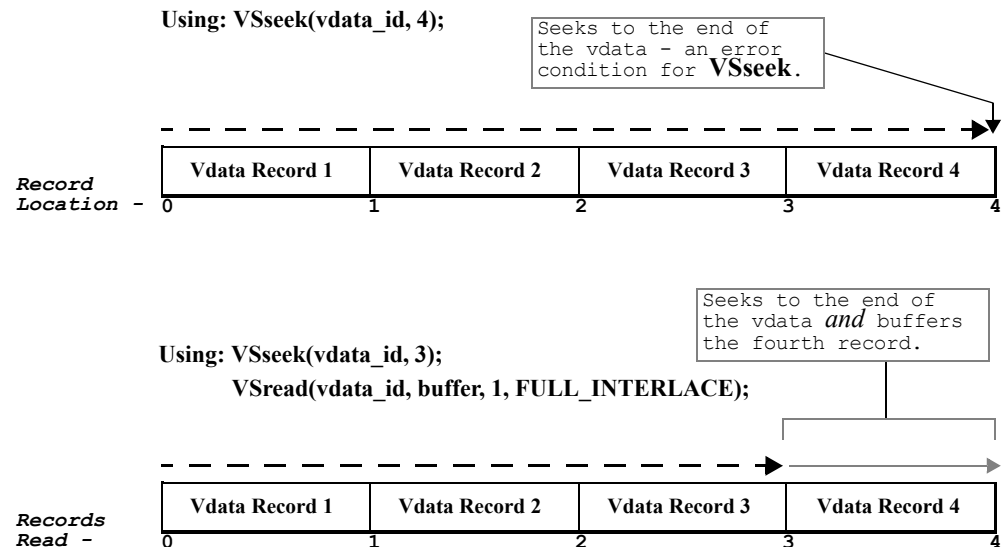 Using: VSseek(vdata_id, 4);
Seeks to the end of
the vdata - an error
condition for VSseek.
Vdata Record 1 Vdata Record 2 Vdata Record 3 Vdata Record 4
Record
Location - 0 1 2 3 4
Seeks to the end of
the vdata and buffers
the fourth record.
Using: VSseek(vdata_id, 3);
VSread(vdata_id, buffer, 1, FULL_INTERLACE);
Vdata Record 1 Vdata Record 2 Vdata Record 3 Vdata Record 4
Records
Read - 0 1 2 3 4